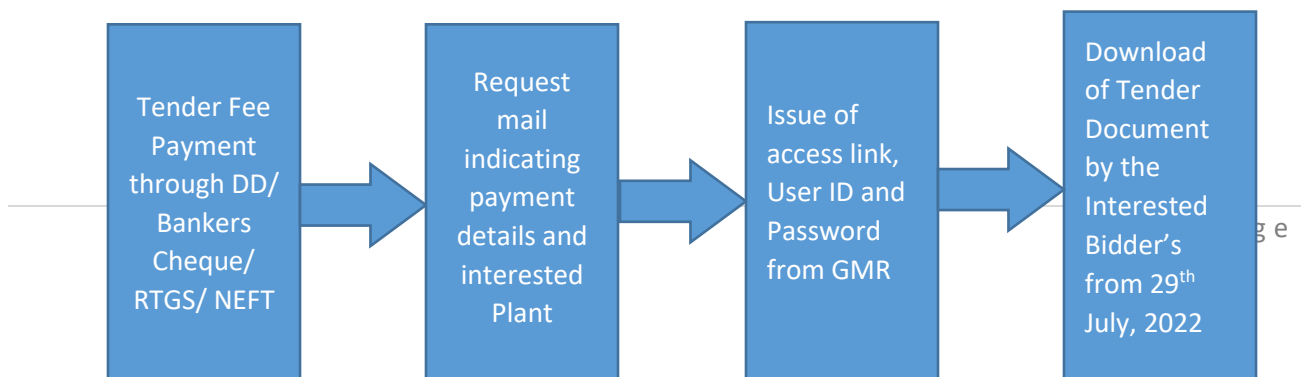 Tender Fee
Payment
through DD/
Bankers
Cheque/
RTGS/ NEFT
Request
mail
indicating
payment
details and
interested
Plant
Issue of
access link,
User ID and
Password
from GMR
Download
of Tender
Document
by the
Interested
Bidder’s
from 29th
July, 2022
g e